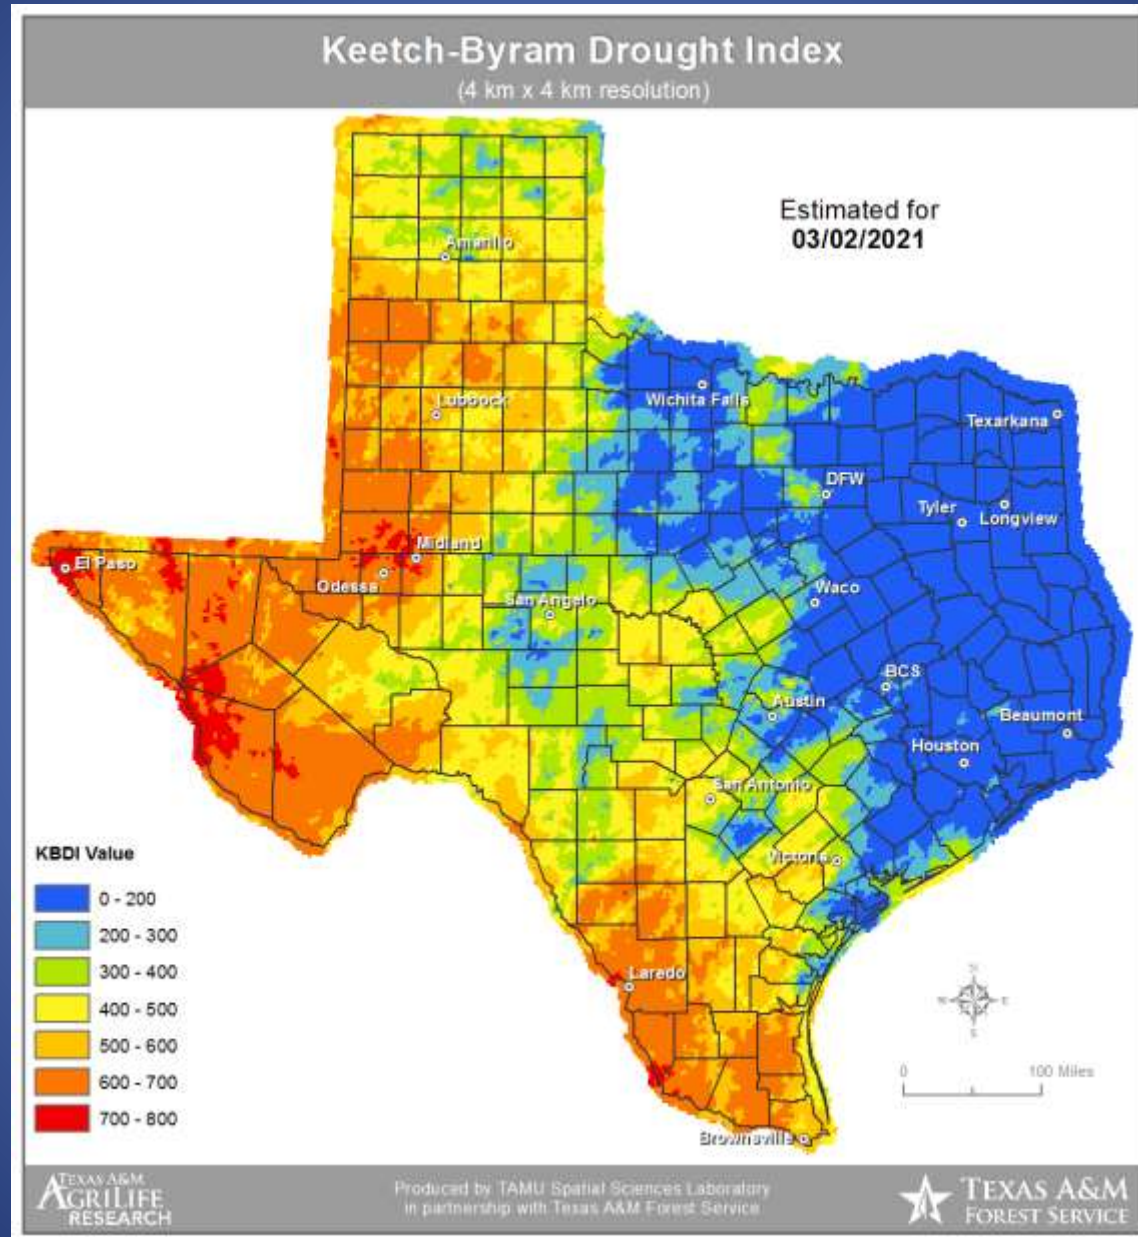 Keetch-Byram Drought Index
(4 km x 4 km resolution)
Estimated for
03/02/2021
Amarillo
Lubbock
Wichita Falls
Texarkana
DFW
Tyler
Longview
Midland
El Paso
Odessa
San Angelo
Waco
BCS
Austin
Beaumont
Houston
San Antonio
Victoria
Laredo
Brownsville
KBDI Value
0 - 200
200 - 300
300 - 400
400 - 500
500 - 600
600 - 700
700 - 800
N
W
E
S
0 100 Miles
TEXAS A&M
AGRILIFE
RESEARCH
Produced by TAMU Spatial Sciences Laboratory
in partnership with Texas A&M Forest Service
TEXAS A&M
FOREST SERVICE